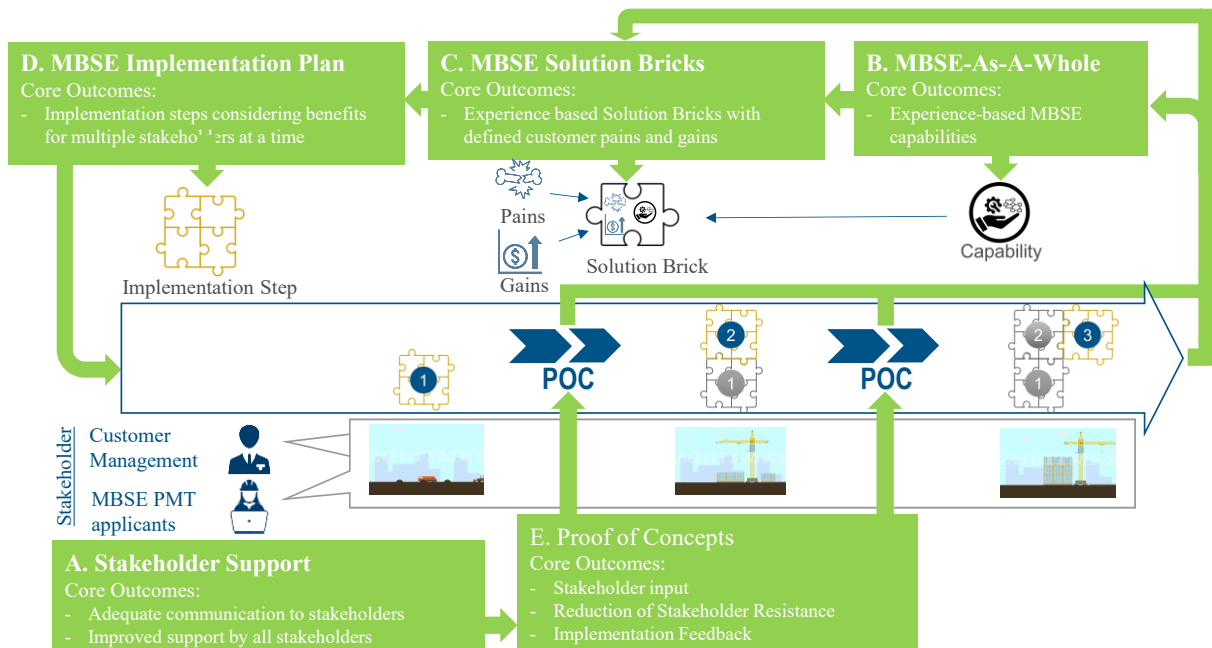 D. MBSE Implementation Plan
Core Outcomes:
- Implementation steps considering benefits
for multiple stakeholders at a time
C. MBSE Solution Bricks
Core Outcomes:
- Experience based Solution Bricks with
defined customer pains and gains
B. MBSE-As-A-Whole
Core Outcomes:
- Experience-based MBSE
capabilities
Implementation Step
Pains
Gains
Solution Brick
Capability
1
POC
2
1
POC
2
3
1
Stakeholder
Customer
Management
MBSE PMT
applicants
A. Stakeholder Support
Core Outcomes:
- Adequate communication to stakeholders
- Improved support by all stakeholders
E. Proof of Concepts
Core Outcomes:
- Stakeholder input
- Reduction of Stakeholder Resistance
- Implementation Feedback